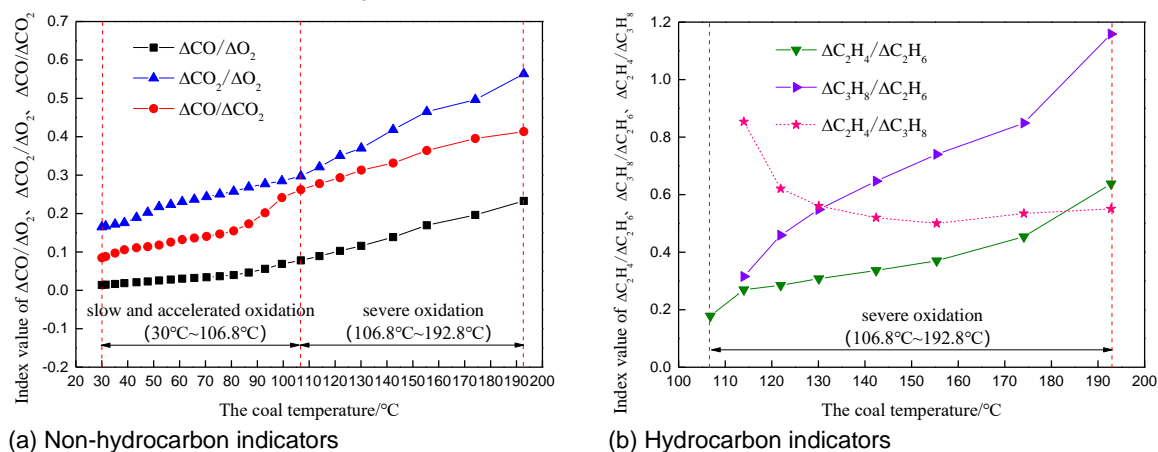 Index value of ΔCO/ΔO₂、 ΔCO₂/ΔO₂、 ΔCO/ΔCO₂
0.7
0.6
0.5
0.4
0.3
0.2
0.1
0.0
-0.1
-0.2
ΔCO/ΔO₂
ΔCO₂/ΔO₂
ΔCO/ΔCO₂
slow and accelerated oxidation
(30℃~106.8℃)
severe oxidation
(106.8℃~192.8℃)
20 30 40 50 60 70 80 90 100 110 120 130 140 150 160 170 180 190 200
The coal temperature/℃
(a) Non-hydrocarbon indicators
Index value of ΔC₂H₄/ΔC₂H₆、 ΔC₃H₈/ΔC₂H₆、 ΔC₂H₄/ΔC₃H₈
1.2
1.0
0.8
0.6
0.4
0.2
0.0
ΔC₂H₄/ΔC₂H₆
ΔC₃H₈/ΔC₂H₆
ΔC₂H₄/ΔC₃H₈
severe oxidation
(106.8℃~192.8℃)
100 110 120 130 140 150 160 170 180 190 200
The coal temperature/℃
(b) Hydrocarbon indicators